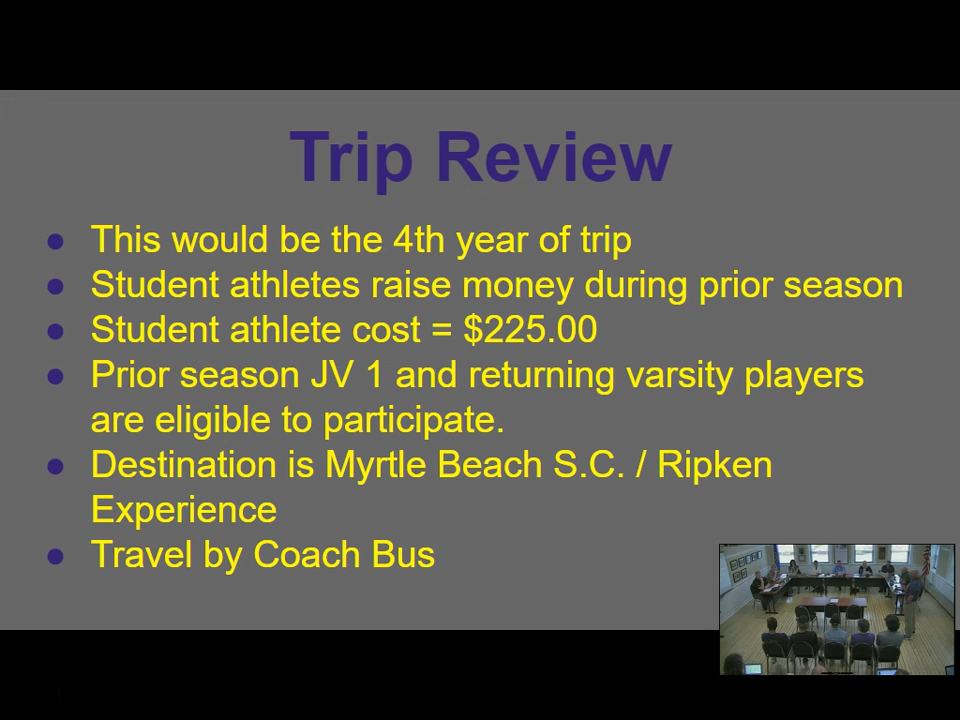 Trip Review
● This would be the 4th year of trip
● Student athletes raise money during prior season
● Student athlete cost = $225.00
● Prior season JV 1 and returning varsity players
are eligible to participate.
● Destination is Myrtle Beach S.C. / Ripken
Experience
● Travel by Coach Bus